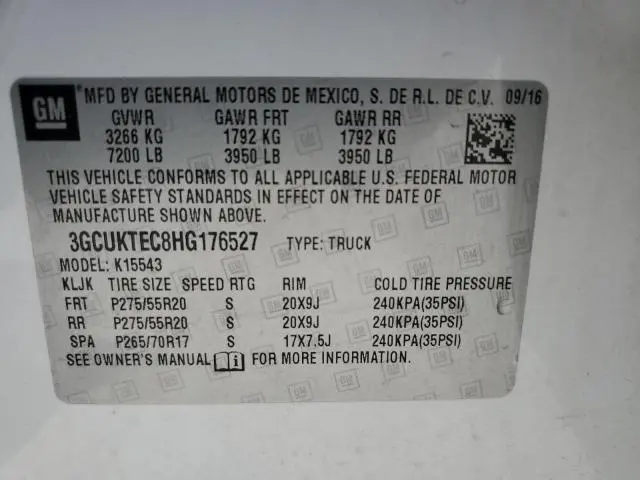 GM *MFD BY GENERAL MOTORS DE MEXICO, S. DE R.L. DE C.V. 09/16
GVWR GAWR FRT GAWR RR
3266 KG 1792 KG 1792 KG
7200 LB 3950 LB 3950 LB
THIS VEHICLE CONFORMS TO ALL APPLICABLE U.S. FEDERAL MOTOR
VEHICLE SAFETY STANDARDS IN EFFECT ON THE DATE OF
MANUFACTURE SHOWN ABOVE.
3GCUKTEC8HG176527 TYPE: TRUCK
MODEL: K15543
KLJK TIRE SIZE SPEED RTG RIM COLD TIRE PRESSURE
FRT P275/55R20 S 20X9J 240KPA(35PSI)
RR P275/55R20 S 20X9J 240KPA(35PSI)
SPA P265/70R17 S 17X7.5J 240KPA(35PSI)
SEE OWNER'S MANUAL FOR MORE INFORMATION.